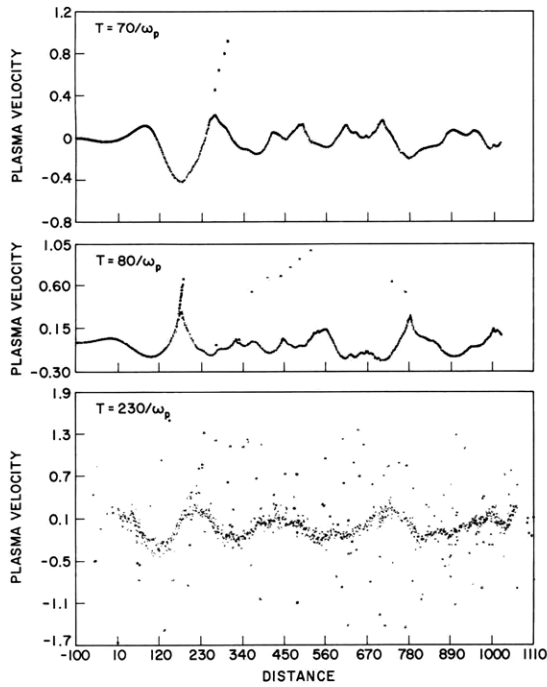 1.2
0.8
0.4
0
-0.4
-0.8
PLASMA VELOCITY
T = 70/ωp
1.05
0.60
0.15
-0.30
PLASMA VELOCITY
T = 80/ωp
1.9
1.3
0.7
0.1
-0.5
-1.1
-1.7
PLASMA VELOCITY
T = 230/ωp
-100 10 120 230 340 450 560 670 780 890 1000 1110
DISTANCE